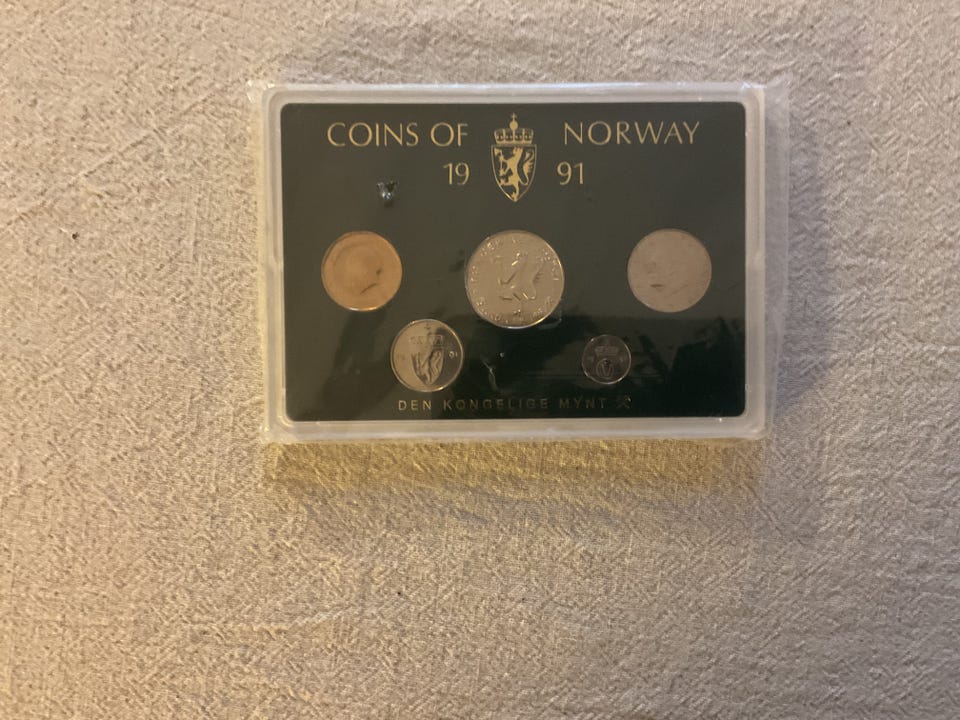 COINS OF NORWAY
19 91
DEN KONGELIGE MYNT